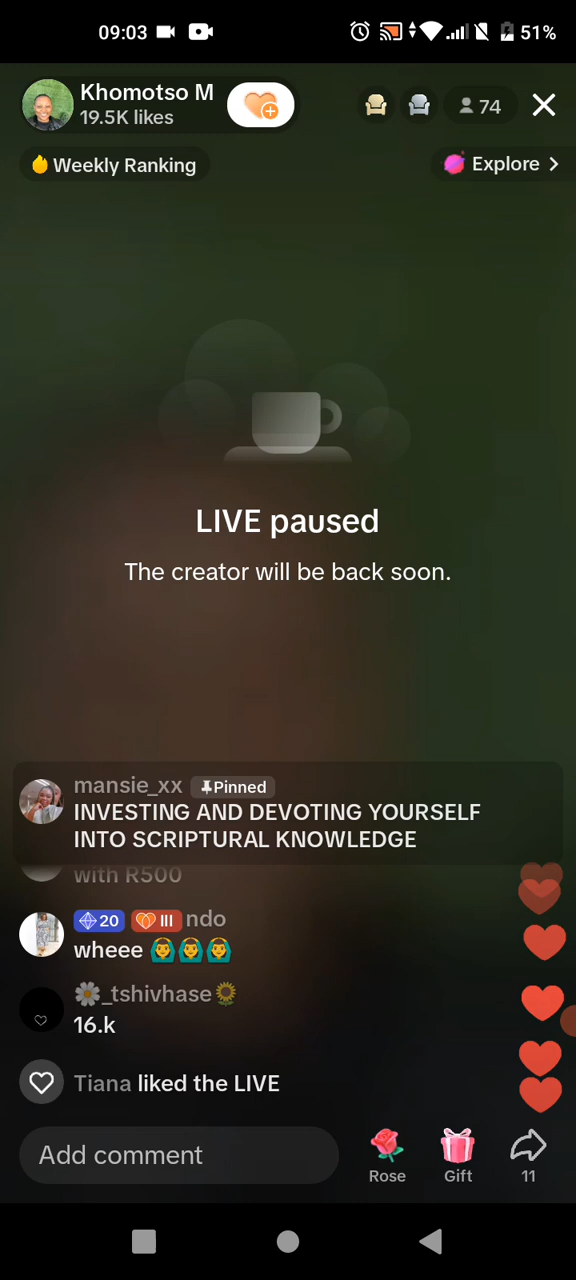 09:03
51%
Khomotso M
19.5K likes
74
Weekly Ranking
Explore
LIVE paused
The creator will be back soon.
mansie_xx Pinned
INVESTING AND DEVOTING YOURSELF
INTO SCRIPTURAL KNOWLEDGE
with R500
20 III ndo
wheee
_tshivhase
16.k
Tiana liked the LIVE
Add comment
Rose
Gift
11